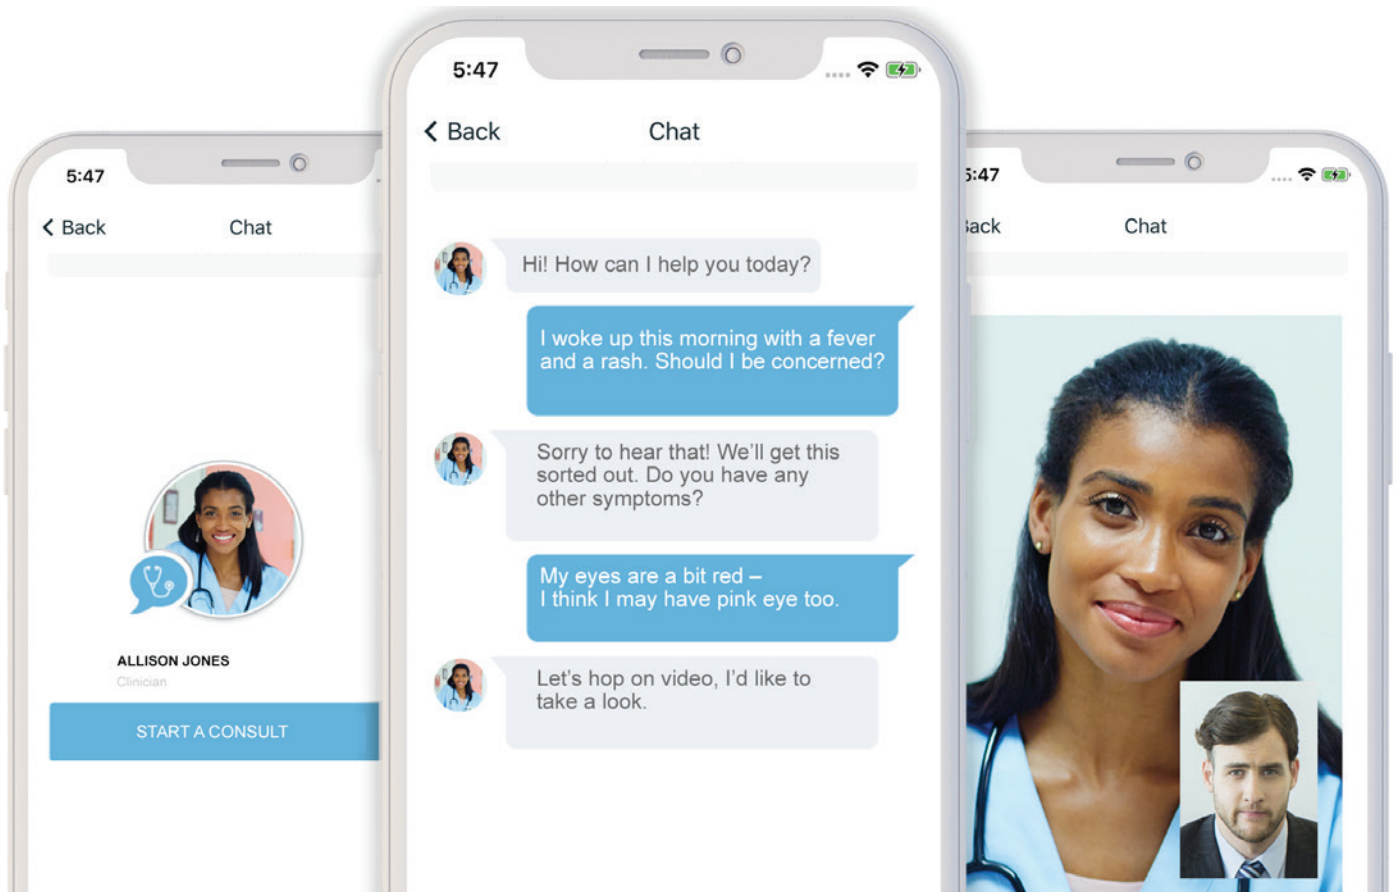 5:47
Back
Chat
ALLISON JONES
Clinician
START A CONSULT
5:47
Back
Chat
Hi! How can I help you today?
I woke up this morning with a fever
and a rash. Should I be concerned?
Sorry to hear that! We’ll get this
sorted out. Do you have any
other symptoms?
My eyes are a bit red –
I think I may have pink eye too.
Let’s hop on video, I’d like to
take a look.
5:47
ack
Chat